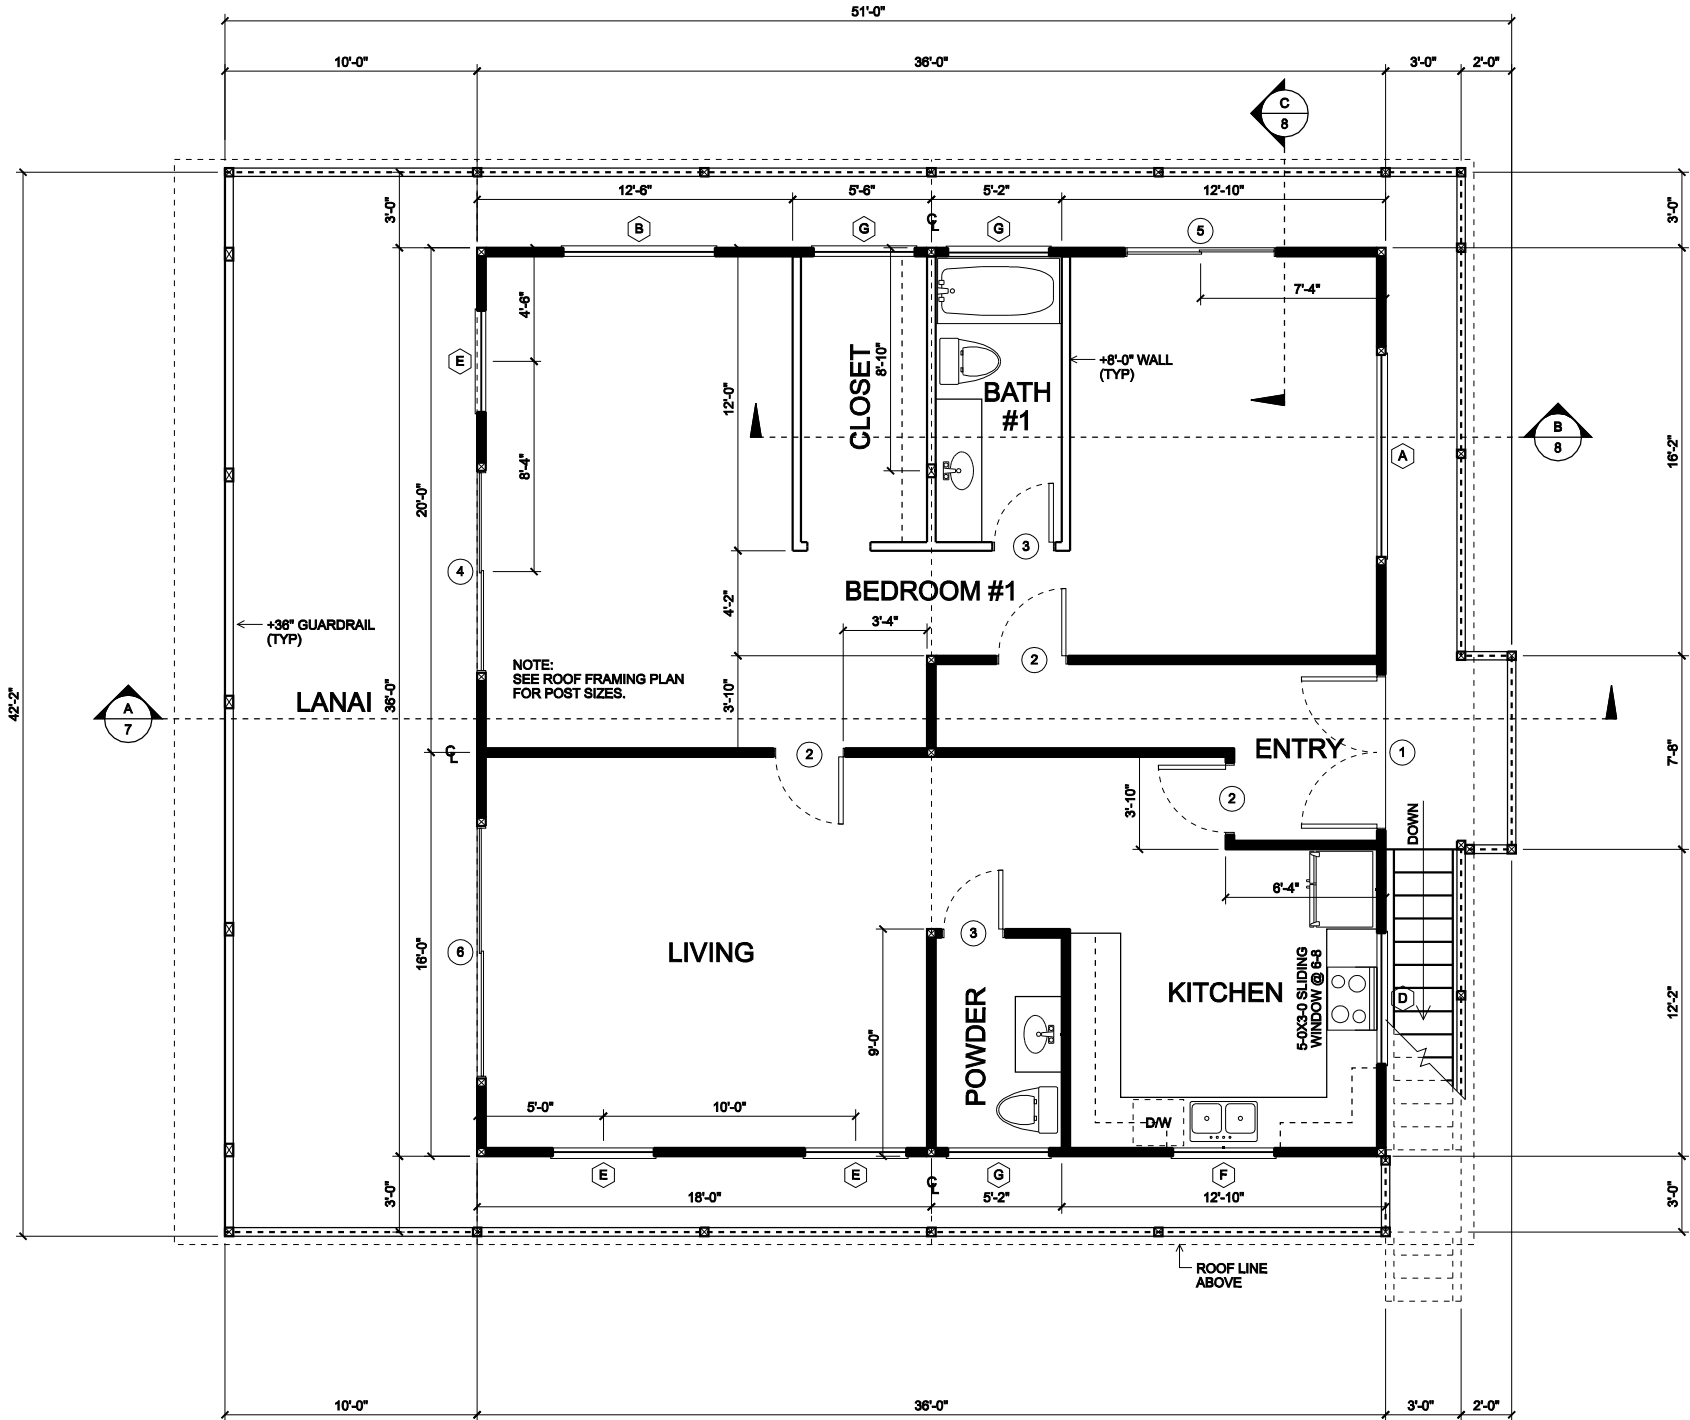 51'-0"
10'-0"
36'-0"
3'-0"
2'-0"
C
8
12'-6"
5'-6"
5'-2"
12'-10"
3'-0"
3'-0"
B
G
CL
G
5
7'-4"
4'-6"
E
8'-10"
CLOSET
BATH
#1
+8'-0" WALL
(TYP)
12'-0"
B
8
A
16'-2"
8'-4"
20'-0"
4
3
BEDROOM #1
4'-2"
3'-4"
+36" GUARDRAIL
(TYP)
2
NOTE:
SEE ROOF FRAMING PLAN
FOR POST SIZES.
42'-2"
LANAI
36'-0"
3'-10"
A
7
CL
2
ENTRY
1
7'-8"
3'-10"
2
DOWN
6'-4"
3
LIVING
6
16'-0"
KITCHEN
5-0X3-0 SLIDING
WINDOW @ 6-8
D
12'-2"
POWDER
9'-0"
5'-0"
10'-0"
D/W
E
E
CL
G
F
3'-0"
18'-0"
5'-2"
12'-10"
3'-0"
ROOF LINE
ABOVE
10'-0"
36'-0"
3'-0"
2'-0"